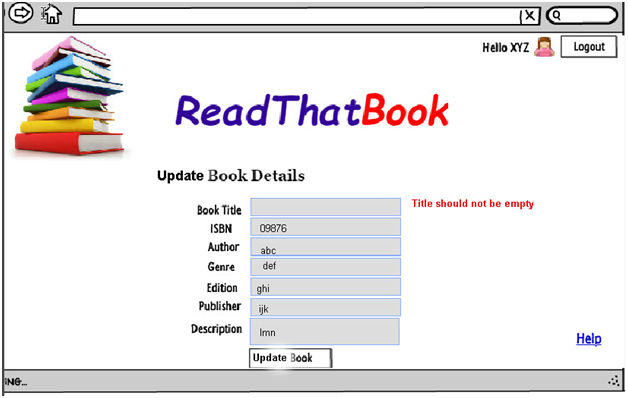 Hello XYZ Logout
ReadThatBook
Update Book Details
Book Title Title should not be empty
ISBN 09876
Author abc
Genre def
Edition ghi
Publisher ijk
Description lmn
Help
Update Book